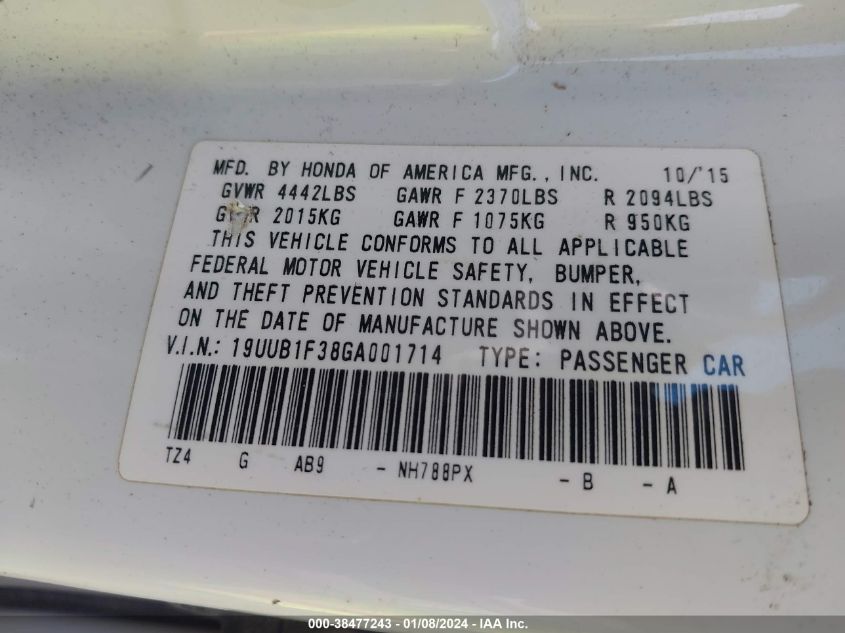 MFD. BY HONDA OF AMERICA MFG., INC. 10/'15
GVWR 4442LBS GAWR F 2370LBS R 2094LBS
GVWR 2015KG GAWR F 1075KG R 950KG
THIS VEHICLE CONFORMS TO ALL APPLICABLE
FEDERAL MOTOR VEHICLE SAFETY, BUMPER,
AND THEFT PREVENTION STANDARDS IN EFFECT
ON THE DATE OF MANUFACTURE SHOWN ABOVE.
V.I.N.: 19UUB1F38GA001714 TYPE: PASSENGER CAR
TZ4 G AB9 - NH788PX - B - A
000-38477243 - 01/08/2024 - IAA Inc.